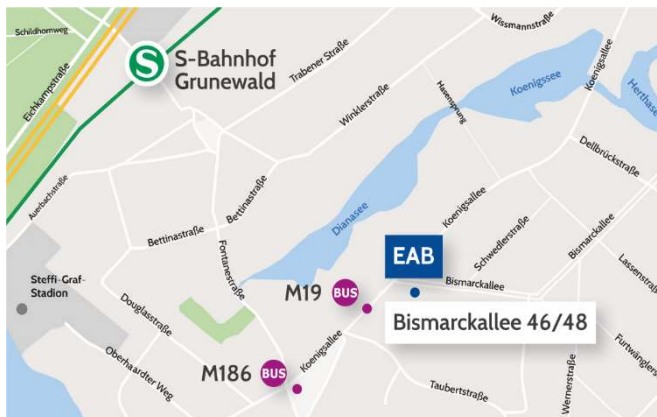 Schildhornweg
Eichkampstraße
S
S-Bahnhof
Grunewald
Trabener Straße
Wissmannstraße
Koenigsallee
Koenigssee
Herthasee
Winklerstraße
Hasensprung
Dellbrückstraße
Auerbachstraße
Bettinastraße
Bettinastraße
Dianasee
Koenigsallee
Schwedlerstraße
Bismarckallee
Lassenstraße
Fontanestraße
EAB
Bismarckallee
Steffi-Graf-
Stadion
M19
BUS
Bismarckallee 46/48
Douglasstraße
Oberhaardter Weg
M186
BUS
Koenigsallee
Taubertstraße
Wernerstraße
Furtwängler